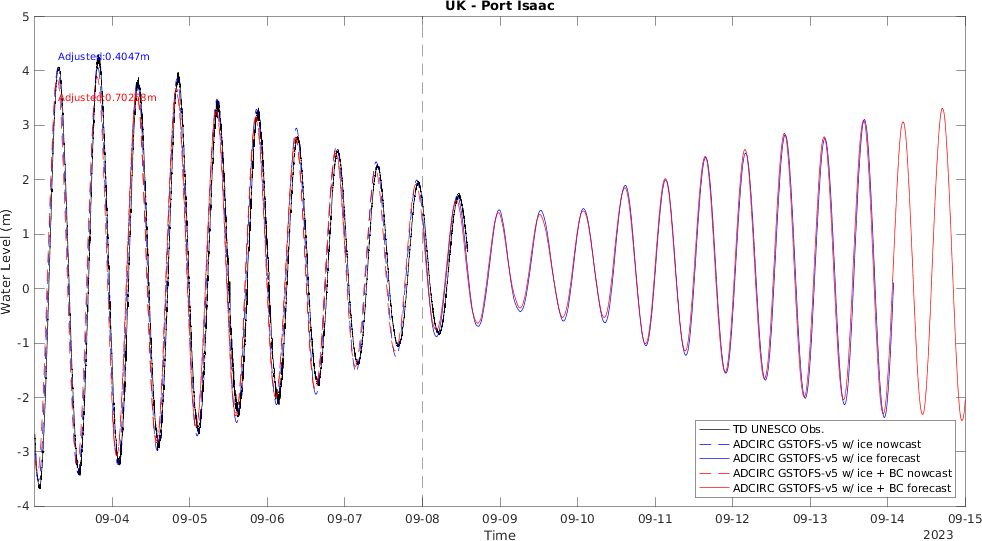 UK - Port Isaac
5
4
3
2
1
0
-1
-2
-3
-4
Water Level (m)
Adjusted:0.4047m
TD UNESCO Obs.
ADCIRC GSTOFS-v5 w/ ice nowcast
ADCIRC GSTOFS-v5 w/ ice forecast
ADCIRC GSTOFS-v5 w/ ice + BC nowcast
ADCIRC GSTOFS-v5 w/ ice + BC forecast
09-04
09-05
09-06
09-07
09-08
09-09
09-10
09-11
09-12
09-13
09-14
09-15
Time
2023